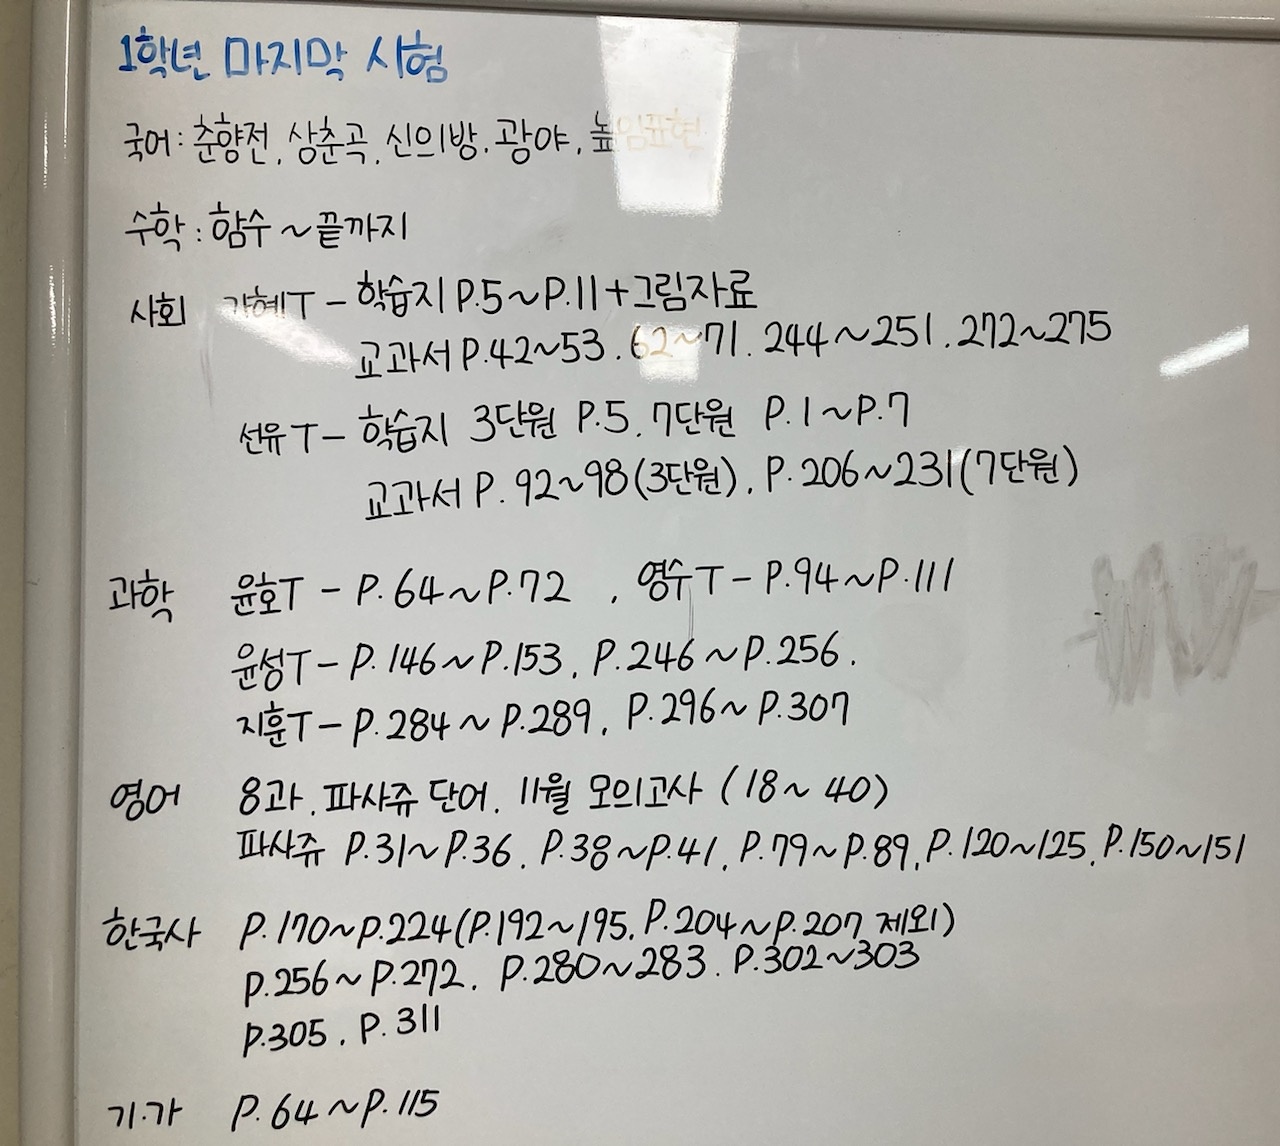 1학년 마지막 시험
국어: 춘향전, 상춘곡, 신의방, 광야, 높임표현
수학: 함수~끝까지
사회 가혜T - 학습지 P.5~P.11+그림자료
교과서 P.42~53, 62~71, 244~251, 272~275
선유T- 학습지 3단원 P.5, 7단원 P.1~P.7
교과서 P. 92~98(3단원), P.206~231(7단원)
과학 윤호T - P.64~P.72 , 영수T - P.94~P.111
윤성T- P.146~P.153, P.246~P.256.
지훈T- P.284~P.289, P.296~P.307
영어 8과, 파사쥬 단어, 11월 모의고사 (18~40)
파사쥬 P.31~P.36, P.38~P.41, P.79~P.89, P.120~125, P.150~151
한국사 P.170~P.224(P.192~195, P.204~P.207 제외)
P.256~P.272, P.280~283, P.302~303
P.305, P.311
기.가 P.64~P.115